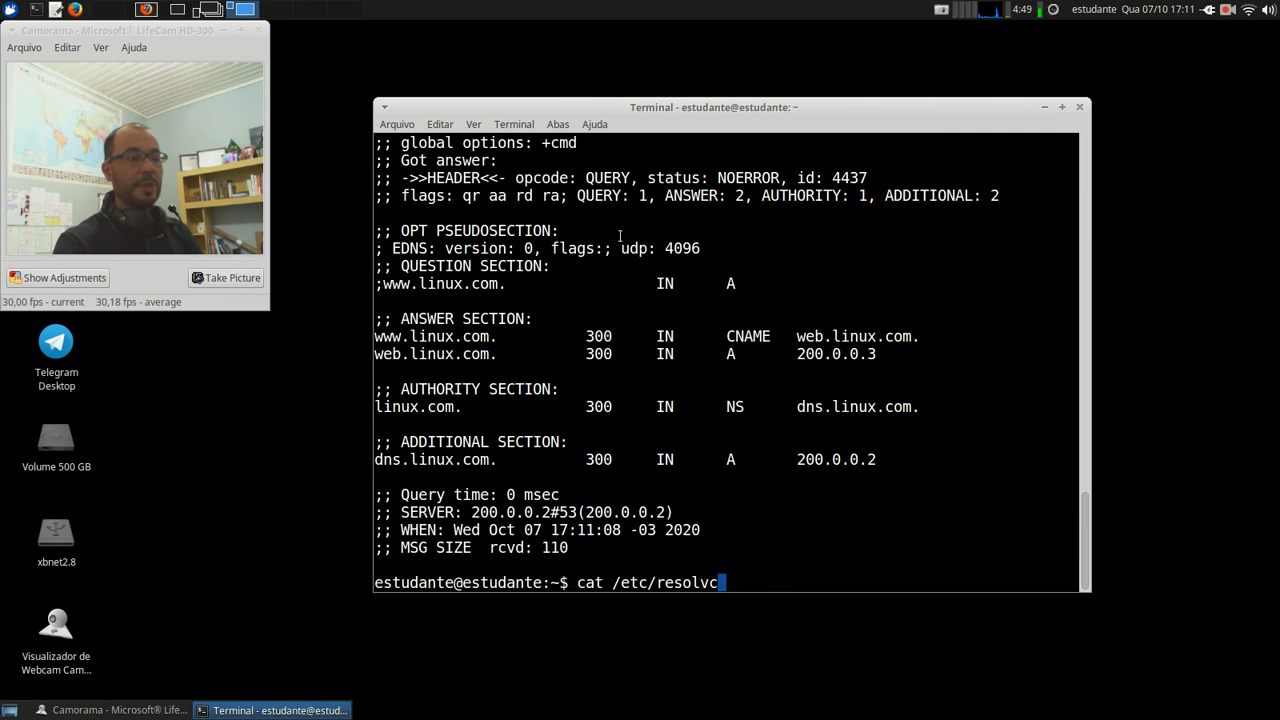 4:49 estudante Qua 07/10 17:11
Camorama - Microsoft® LifeCam HD-300
Arquivo Editar Ver Ajuda
Show Adjustments Take Picture
30,00 fps - current 30,18 fps - average
Telegram
Desktop
Volume 500 GB
xbnet2.8
Visualizador de
Webcam Cam...
Terminal - estudante@estudante: ~
Arquivo Editar Ver Terminal Abas Ajuda
;; global options: +cmd
;; Got answer:
;; ->>HEADER<<- opcode: QUERY, status: NOERROR, id: 4437
;; flags: qr aa rd ra; QUERY: 1, ANSWER: 2, AUTHORITY: 1, ADDITIONAL: 2
;; OPT PSEUDOSECTION:
; EDNS: version: 0, flags:; udp: 4096
;; QUESTION SECTION:
;www.linux.com. IN A
;; ANSWER SECTION:
www.linux.com. 300 IN CNAME web.linux.com.
web.linux.com. 300 IN A 200.0.0.3
;; AUTHORITY SECTION:
linux.com. 300 IN NS dns.linux.com.
;; ADDITIONAL SECTION:
dns.linux.com. 300 IN A 200.0.0.2
;; Query time: 0 msec
;; SERVER: 200.0.0.2#53(200.0.0.2)
;; WHEN: Wed Oct 07 17:11:08 -03 2020
;; MSG SIZE rcvd: 110
estudante@estudante:~$ cat /etc/resolvc
Camorama - Microsoft® LifeCa... Terminal - estudante@estud...